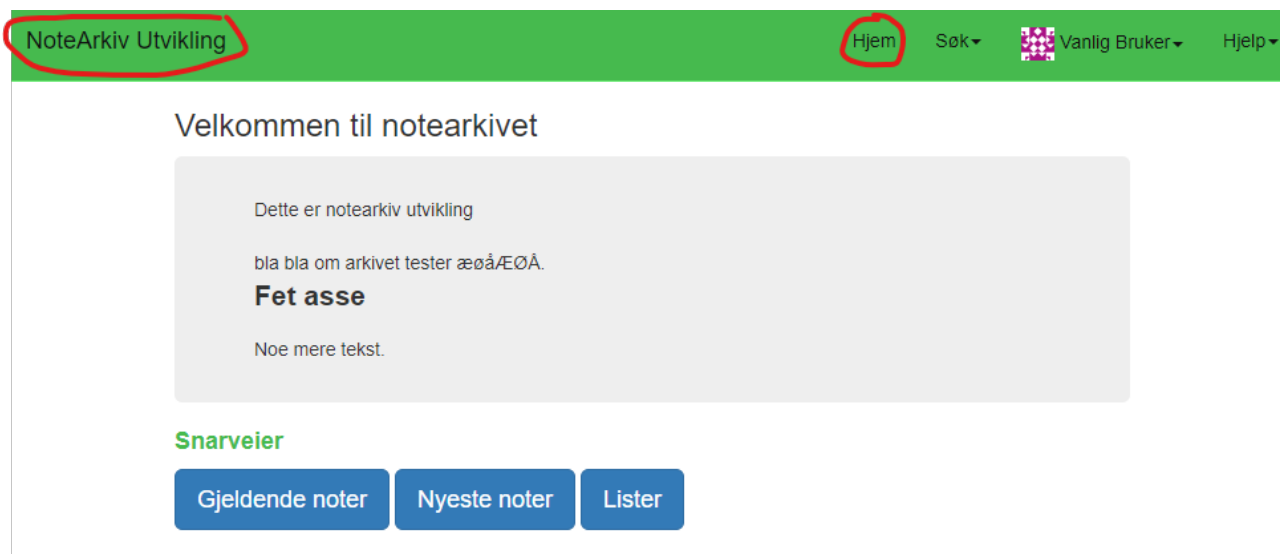 NoteArkiv Utvikling Hjem Søk Vanlig Bruker Hjelp
Velkommen til notearkivet
Dette er notearkiv utvikling
bla bla om arkivet tester æøåÆØÅ.
Fet asse
Noe mere tekst.
Snarveier
Gjeldende noter Nyeste noter Lister